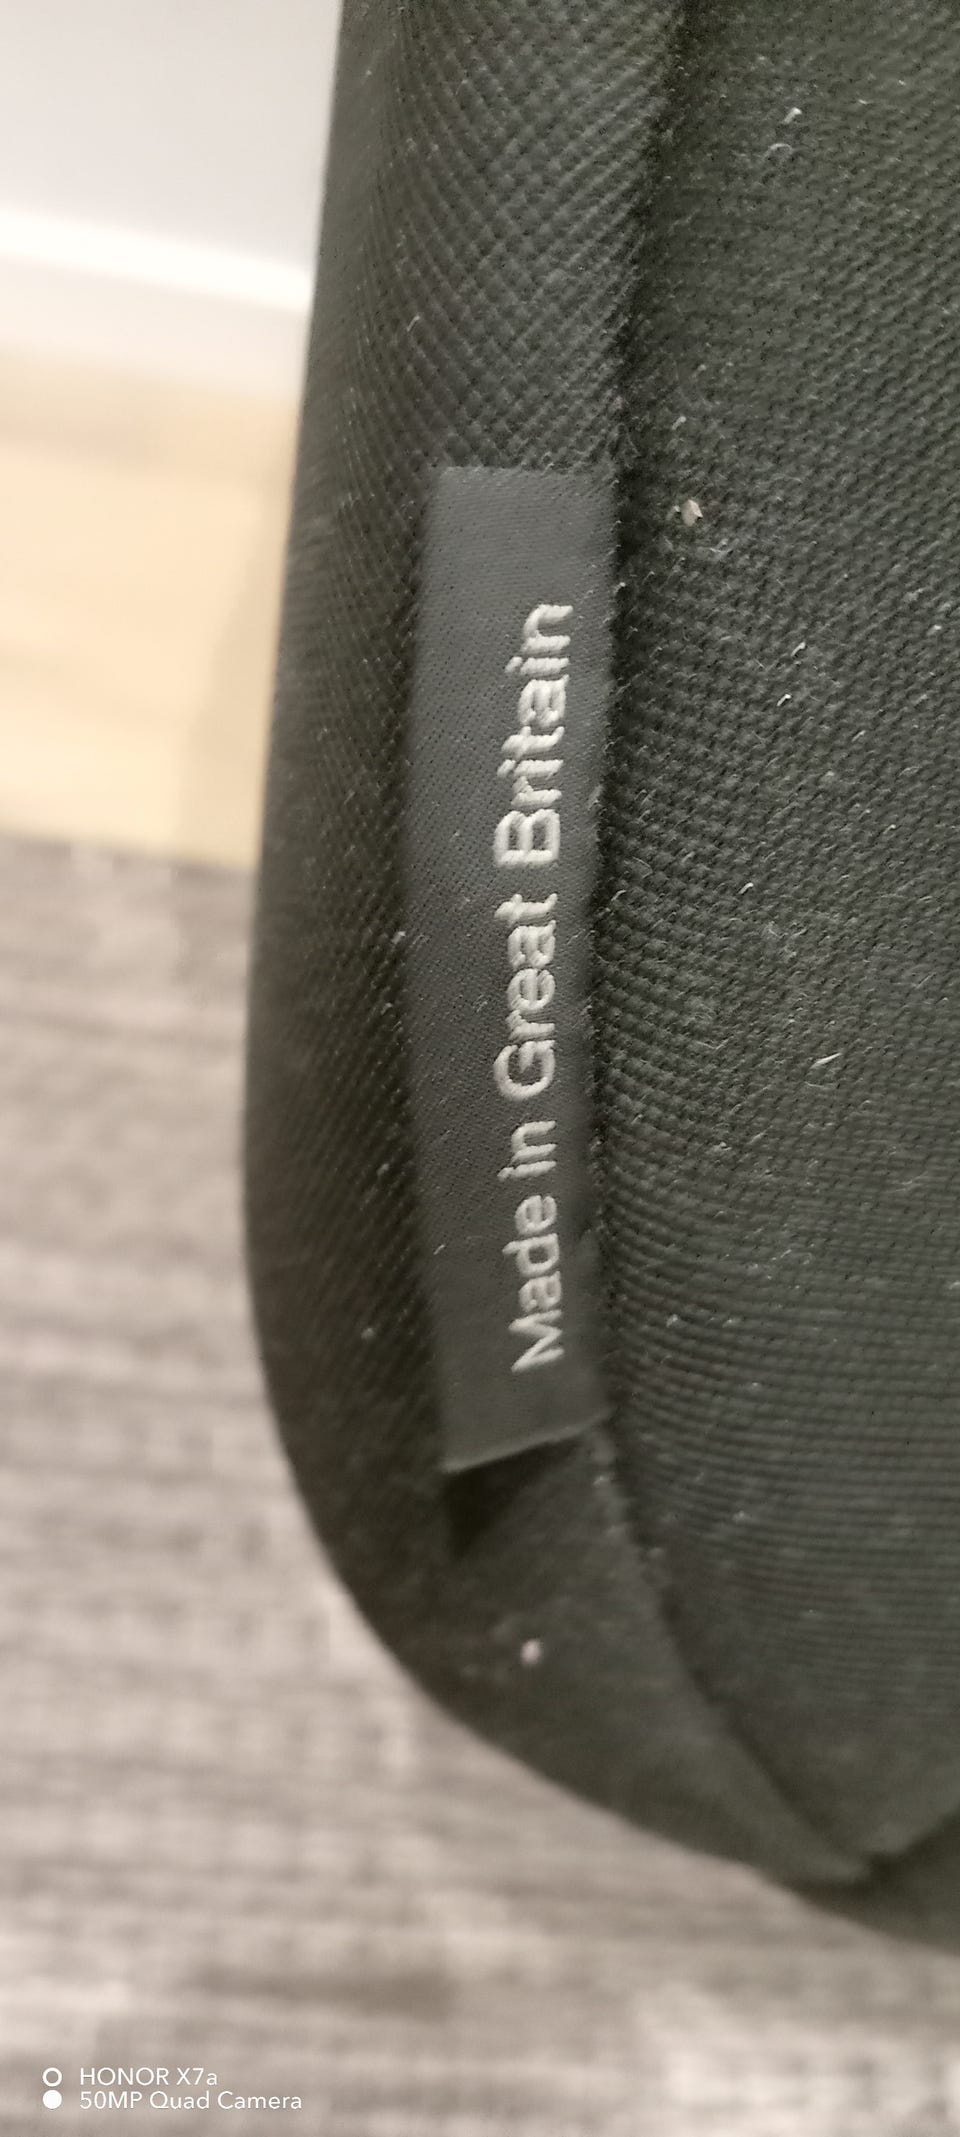 Made in Great Britain
HONOR X7a
50MP Quad Camera